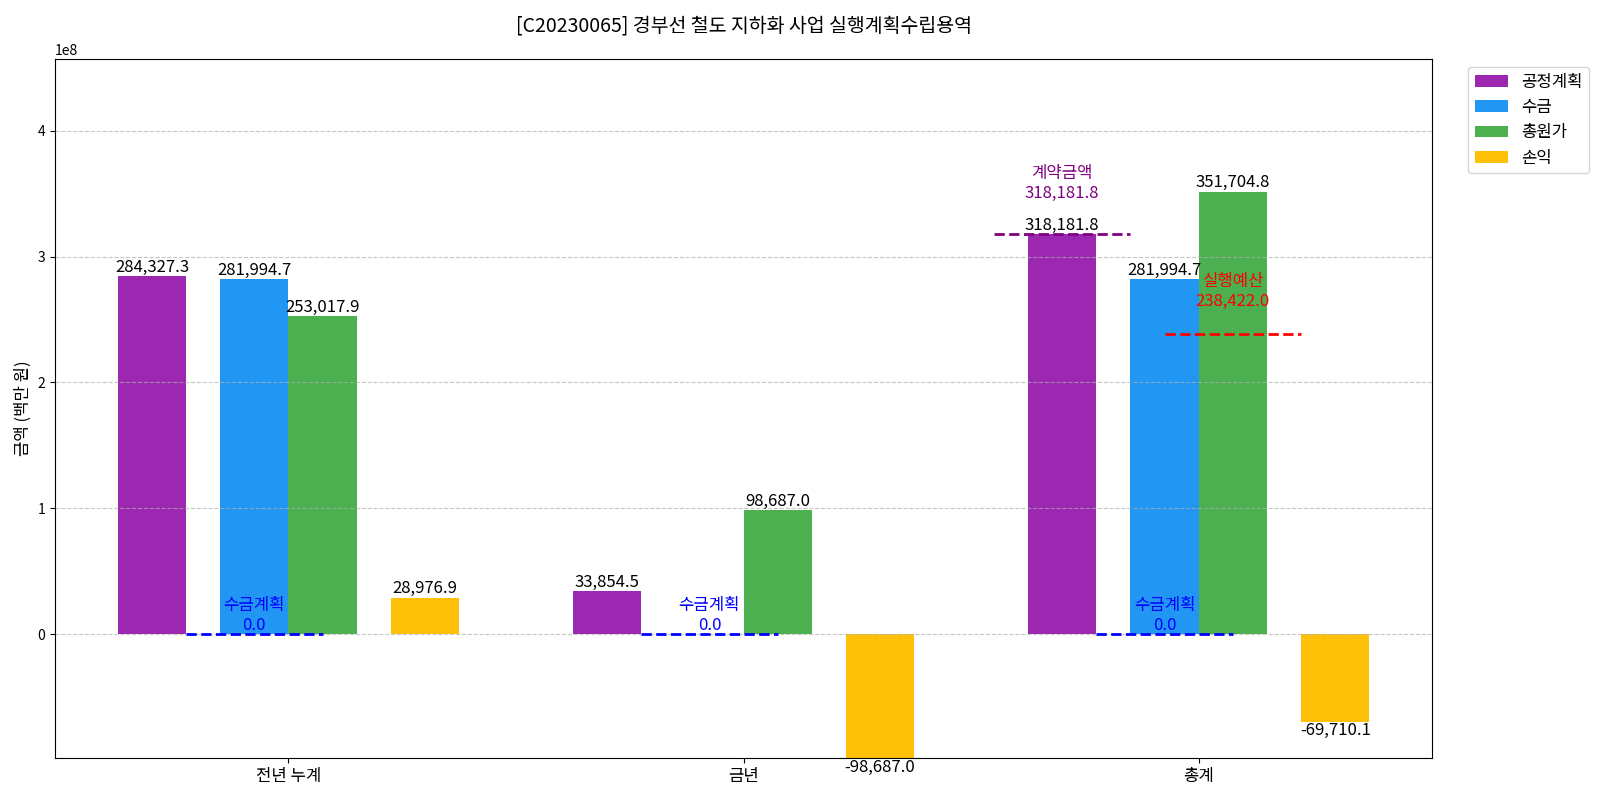 [C20230065] 경부선 철도 지하화 사업 실행계획수립용역
1e8
금액 (백만 원)
4
3
2
1
0
284,327.3
281,994.7
253,017.9
28,976.9
수금계획
0.0
33,854.5
98,687.0
-98,687.0
수금계획
0.0
계약금액
318,181.8
318,181.8
281,994.7
351,704.8
실행예산
238,422.0
수금계획
0.0
-69,710.1
전년 누계
금년
총계
공정계획
수금
총원가
손익